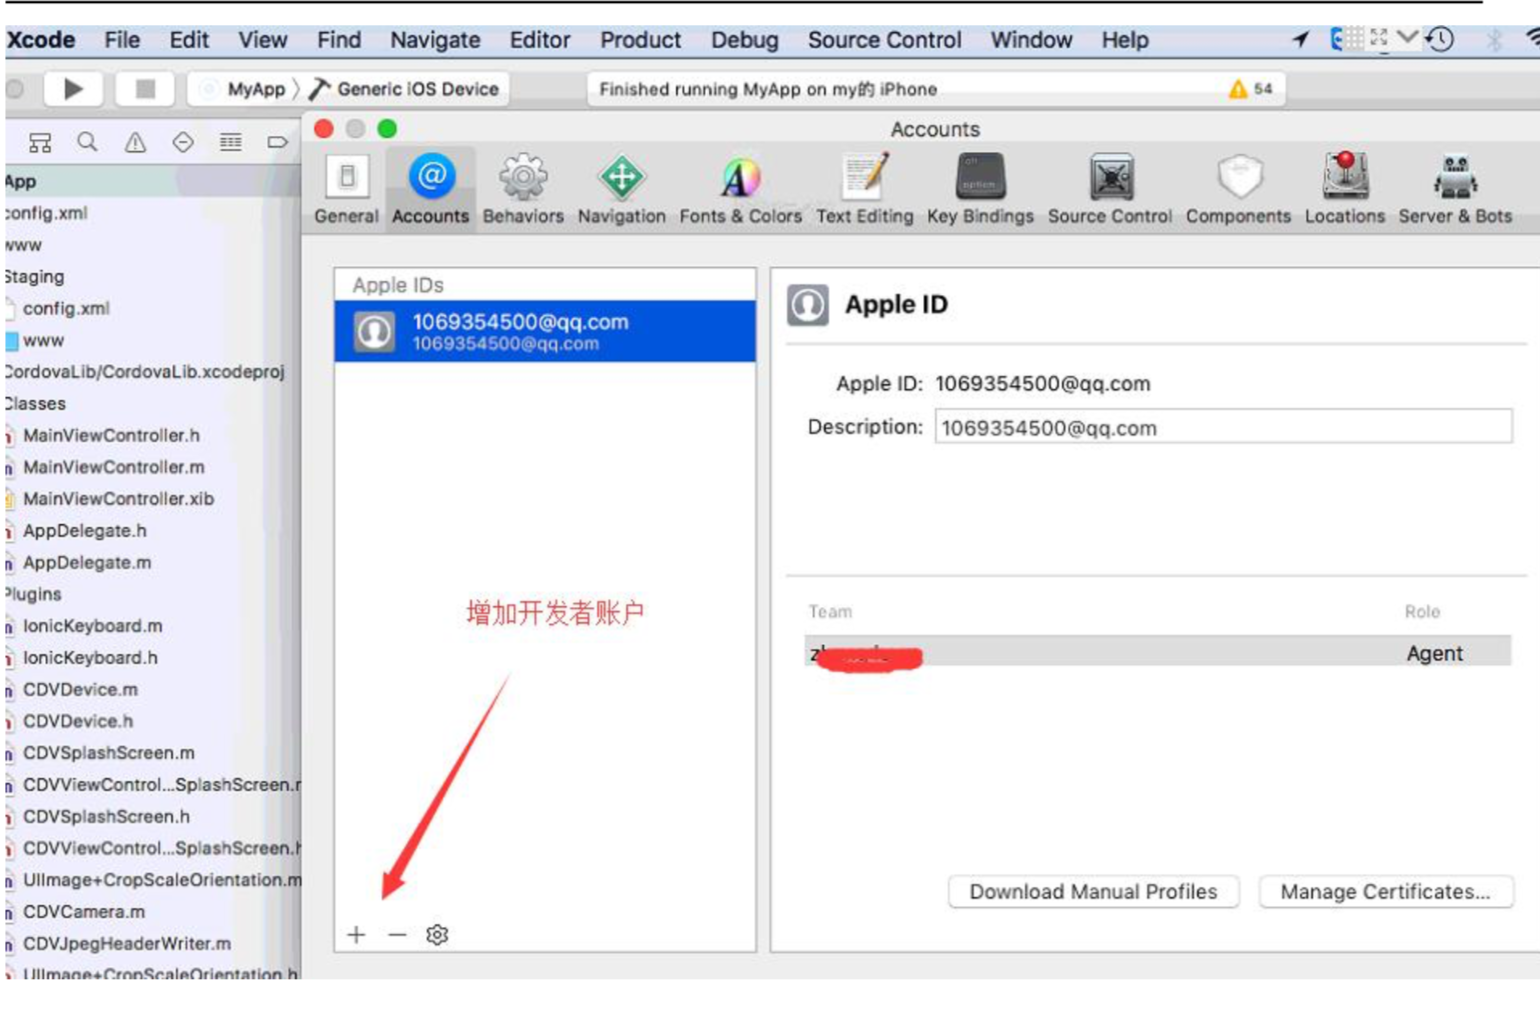 Xcode File Edit View Find Navigate Editor Product Debug Source Control Window Help
MyApp Generic iOS Device Finished running MyApp on my的 iPhone 54
Accounts
General Accounts Behaviors Navigation Fonts & Colors Text Editing Key Bindings Source Control Components Locations Server & Bots
App
config.xml
www
Staging
config.xml
www
CordovaLib/CordovaLib.xcodeproj
Classes
MainViewController.h
MainViewController.m
MainViewController.xib
AppDelegate.h
AppDelegate.m
Plugins
IonicKeyboard.m
IonicKeyboard.h
CDVDevice.m
CDVDevice.h
CDVSplashScreen.m
CDVViewControl...SplashScreen.
CDVSplashScreen.h
CDVViewControl...SplashScreen.
UIImage+CropScaleOrientation.m
CDVCamera.m
CDVJpegHeaderWriter.m
UIImage+CropScaleOrientation.h
Apple IDs
1069354500@qq.com
1069354500@qq.com
增加开发者账户
Apple ID
Apple ID: 1069354500@qq.com
Description: 1069354500@qq.com
Team Role
Agent
Download Manual Profiles Manage Certificates...